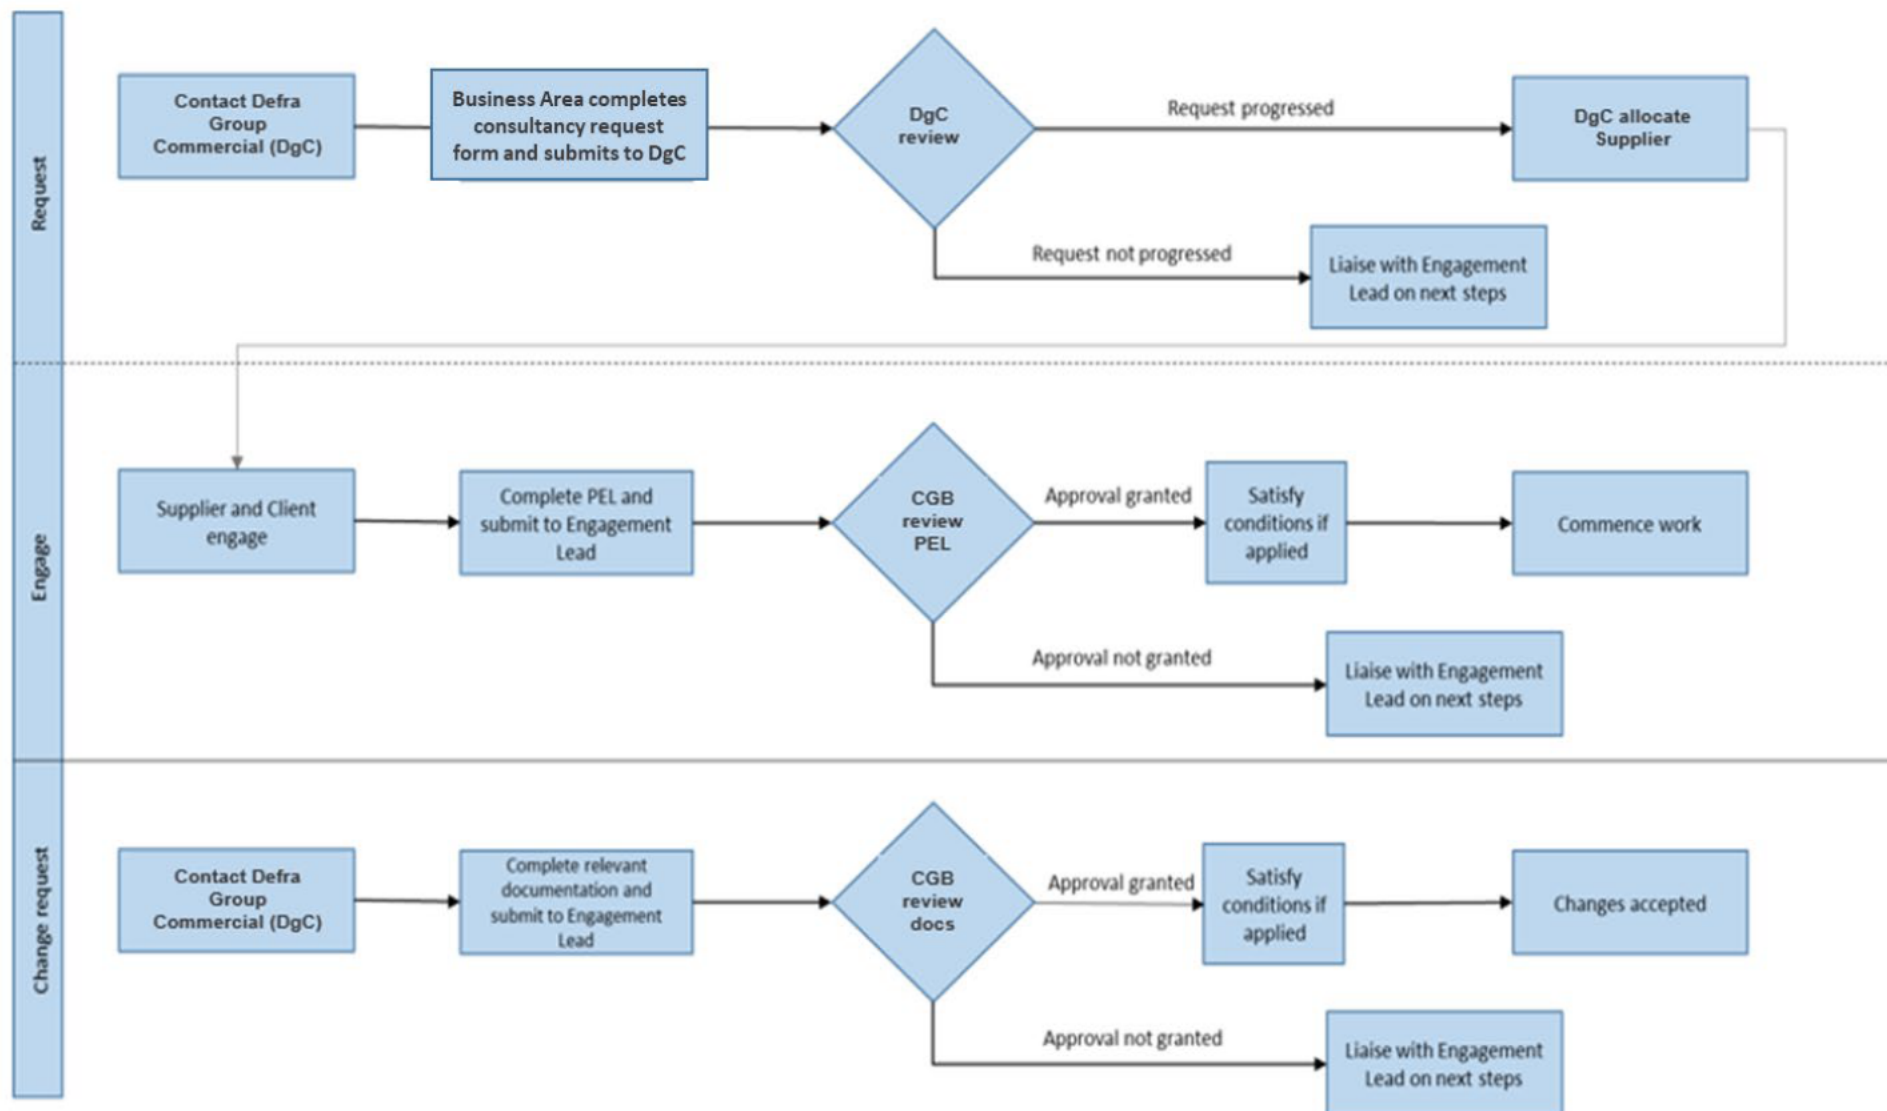 Request
Contact Defra
Group
Commercial (DgC)
Business Area completes
consultancy request
form and submits to DgC
DgC
review
Request progressed
DgC allocate
Supplier
Request not progressed
Liaise with Engagement
Lead on next steps
Engage
Supplier and Client
engage
Complete PEL and
submit to Engagement
Lead
CGB
review
PEL
Approval granted
Satisfy
conditions if
applied
Commence work
Approval not granted
Liaise with Engagement
Lead on next steps
Change request
Contact Defra
Group
Commercial (DgC)
Complete relevant
documentation and
submit to Engagement
Lead
CGB
review
docs
Approval granted
Satisfy
conditions if
applied
Changes accepted
Approval not granted
Liaise with Engagement
Lead on next steps